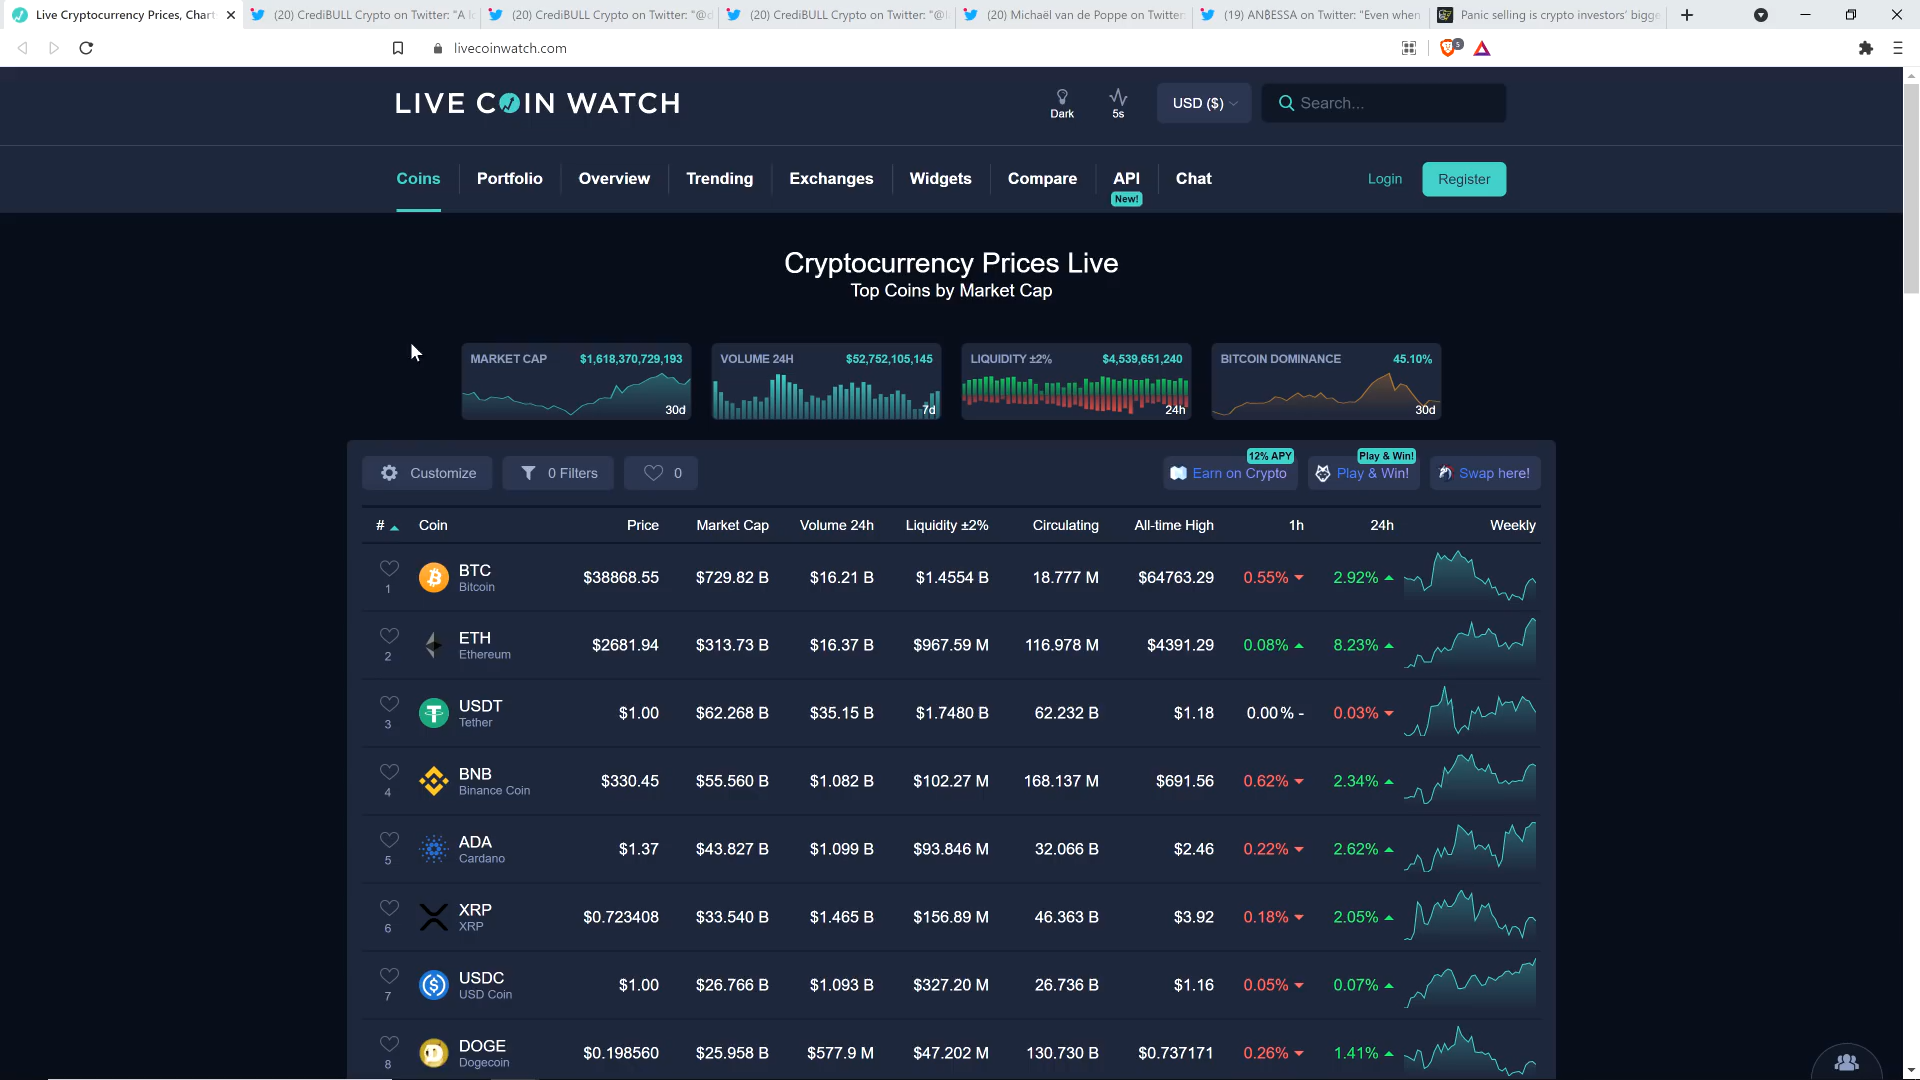 Live Cryptocurrency Prices, Chart
(20) CrediBULL Crypto on Twitter: "A lo
(20) CrediBULL Crypto on Twitter: "@c
(20) CrediBULL Crypto on Twitter: "@l
(20) Michaël van de Poppe on Twitter:
(19) ANBESSA on Twitter: "Even when
Panic selling is crypto investors' bigge
livecoinwatch.com
5
LIVE COIN WATCH
Dark
5s
USD ($)
Search...
Coins
Portfolio
Overview
Trending
Exchanges
Widgets
Compare
API
New!
Chat
Login
Register
Cryptocurrency Prices Live
Top Coins by Market Cap
MARKET CAP $1,618,370,729,193
30d
VOLUME 24H $52,752,105,145
7d
LIQUIDITY ±2% $4,539,651,240
24h
BITCOIN DOMINANCE 45.10%
30d
Customize
0 Filters
0
12% APY
Earn on Crypto
Play & Win!
Play & Win!
Swap here!
# Coin Price Market Cap Volume 24h Liquidity ±2% Circulating All-time High 1h 24h Weekly
1 BTC Bitcoin $38868.55 $729.82 B $16.21 B $1.4554 B 18.777 M $64763.29 0.55% 2.92%
2 ETH Ethereum $2681.94 $313.73 B $16.37 B $967.59 M 116.978 M $4391.29 0.08% 8.23%
3 USDT Tether $1.00 $62.268 B $35.15 B $1.7480 B 62.232 B $1.18 0.00% - 0.03%
4 BNB Binance Coin $330.45 $55.560 B $1.082 B $102.27 M 168.137 M $691.56 0.62% 2.34%
5 ADA Cardano $1.37 $43.827 B $1.099 B $93.846 M 32.066 B $2.46 0.22% 2.62%
6 XRP XRP $0.723408 $33.540 B $1.465 B $156.89 M 46.363 B $3.92 0.18% 2.05%
7 USDC USD Coin $1.00 $26.766 B $1.093 B $327.20 M 26.736 B $1.16 0.05% 0.07%
8 DOGE Dogecoin $0.198560 $25.958 B $577.9 M $47.202 M 130.730 B $0.737171 0.26% 1.41%